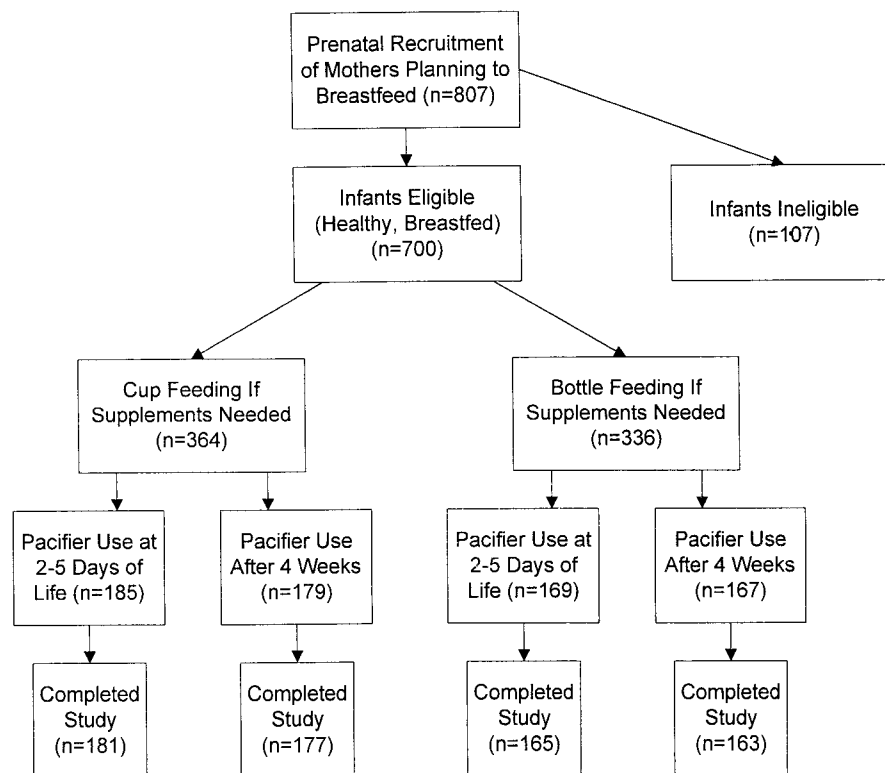 Prenatal Recruitment
of Mothers Planning to
Breastfeed (n=807)
Infants Eligible
(Healthy, Breastfed)
(n=700)
Infants Ineligible
(n=107)
Cup Feeding If
Supplements Needed
(n=364)
Bottle Feeding If
Supplements Needed
(n=336)
Pacifier Use at
2-5 Days of
Life (n=185)
Pacifier Use
After 4 Weeks
(n=179)
Pacifier Use at
2-5 Days of
Life (n=169)
Pacifier Use
After 4 Weeks
(n=167)
Completed
Study
(n=181)
Completed
Study
(n=177)
Completed
Study
(n=165)
Completed
Study
(n=163)